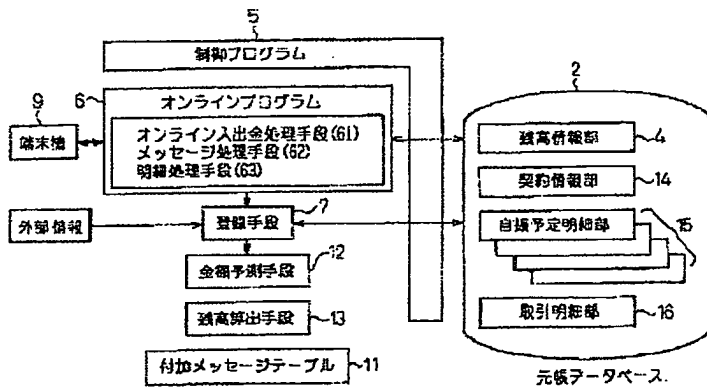 5
制御プログラム
2
6
オンラインプログラム
9
端末機
オンライン入出金処理手段(61)
メッセージ処理手段(62)
明細処理手段(63)
残高情報部
4
契約情報部
14
7
外部情報
登録手段
自振予定明細部
15
12
金額予測手段
残高算出手段
13
取引明細部
16
付加メッセージテーブル
11
元帳データベース